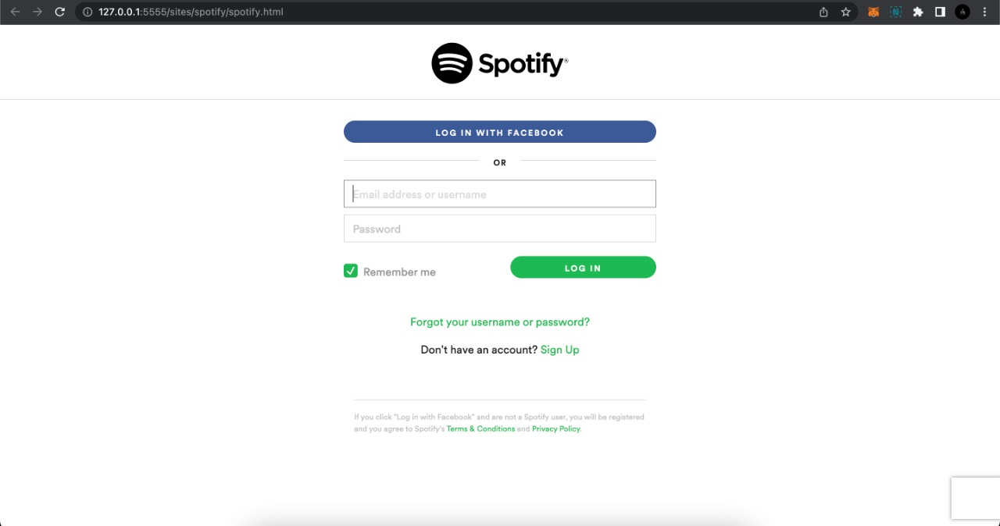 127.0.0.1:5555/sites/spotify/spotify.html
Spotify®
LOG IN WITH FACEBOOK
OR
Email address or username
Password
Remember me
LOG IN
Forgot your username or password?
Don't have an account? Sign Up
If you click "Log in with Facebook" and are not a Spotify user, you will be registered
and you agree to Spotify's Terms & Conditions and Privacy Policy.